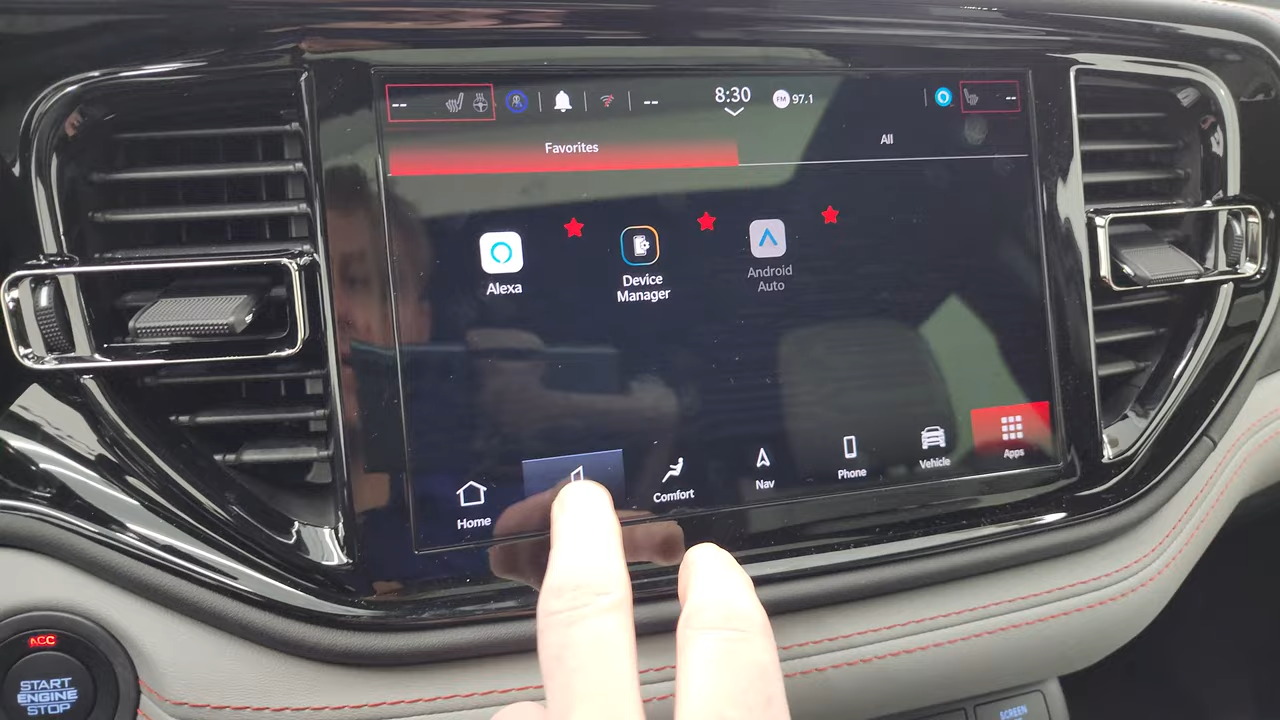 --
--
8:30
FM 97.1
--
Favorites
All
Alexa
Device
Manager
Android
Auto
Home
Comfort
Nav
Phone
Vehicle
Apps
ACC
START
ENGINE
STOP
SCREEN